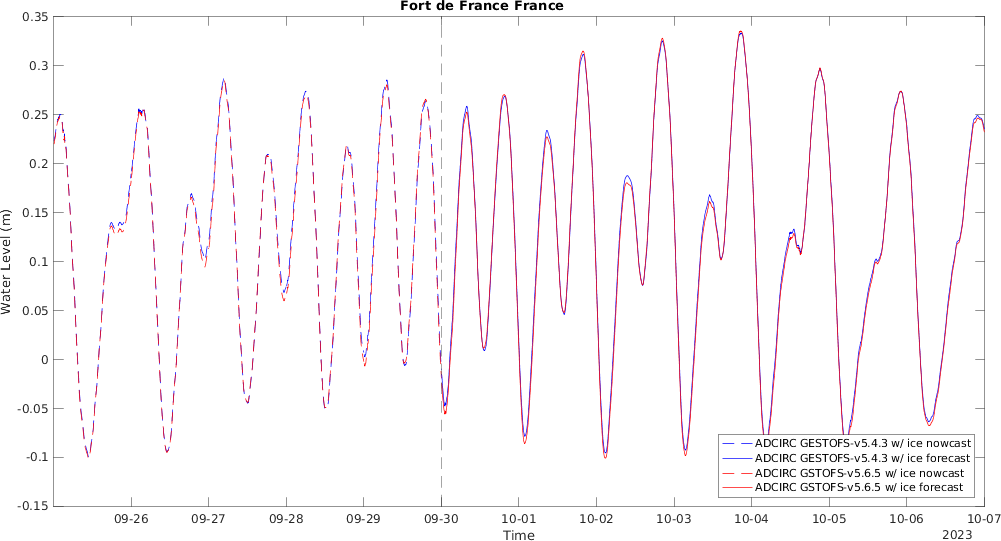 Fort de France France
0.35
0.3
0.25
0.2
0.15
0.1
0.05
0
-0.05
-0.1
-0.15
Water Level (m)
09-26 09-27 09-28 09-29 09-30 10-01 10-02 10-03 10-04 10-05 10-06 10-07
Time
2023
ADCIRC GESTOFS-v5.4.3 w/ ice nowcast
ADCIRC GESTOFS-v5.4.3 w/ ice forecast
ADCIRC GSTOFS-v5.6.5 w/ ice nowcast
ADCIRC GSTOFS-v5.6.5 w/ ice forecast